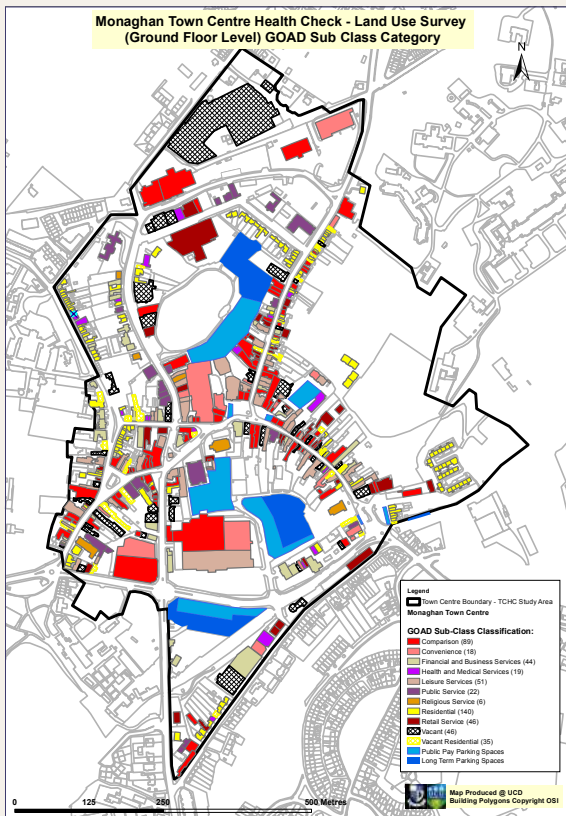 Monaghan Town Centre Health Check - Land Use Survey
(Ground Floor Level) GOAD Sub Class Category
N
Legend
Town Centre Boundary - TCHC Study Area
Monaghan Town Centre
GOAD Sub-Class Classification:
Comparison (89)
Convenience (18)
Financial and Business Services (44)
Health and Medical Services (19)
Leisure Services (51)
Public Service (22)
Religious Service (6)
Residential (140)
Retail Service (46)
Vacant (46)
Vacant Residential (35)
Public Pay Parking Spaces
Long Term Parking Spaces
Map Produced @ UCD
Building Polygons Copyright OSI
0 125 250 500 Metres